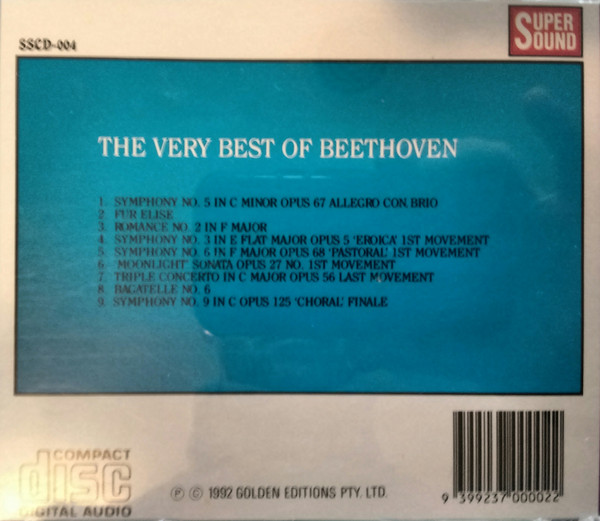 SSCD-004
SUPER
SOUND
THE VERY BEST OF BEETHOVEN
1. SYMPHONY NO. 5 IN C MINOR OPUS 67 ALLEGRO CON BRIO
2. FUR ELISE
3. ROMANCE NO. 2 IN F MAJOR
4. SYMPHONY NO. 3 IN E FLAT MAJOR OPUS 5 'EROICA' 1ST MOVEMENT
5. SYMPHONY NO. 6 IN F MAJOR OPUS 68 'PASTORAL' 1ST MOVEMENT
6. 'MOONLIGHT' SONATA OPUS 27 NO. 1ST MOVEMENT
7. TRIPLE CONCERTO IN C MAJOR OPUS 56 LAST MOVEMENT
8. BAGATELLE NO. 6
9. SYMPHONY NO. 9 IN C OPUS 125 'CHORAL' FINALE
COMPACT
disc
DIGITAL AUDIO
℗ © 1992 GOLDEN EDITIONS PTY. LTD.
9 399237 000022